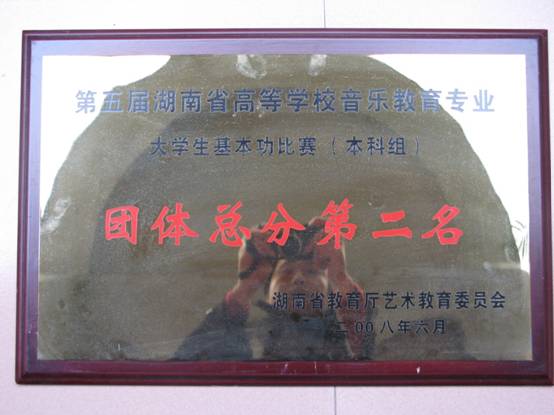 第五届湖南省高等学校音乐教育专业
大学生基本功比赛（本科组）
团体总分第二名
湖南省教育厅艺术教育委员会
二00八年六月